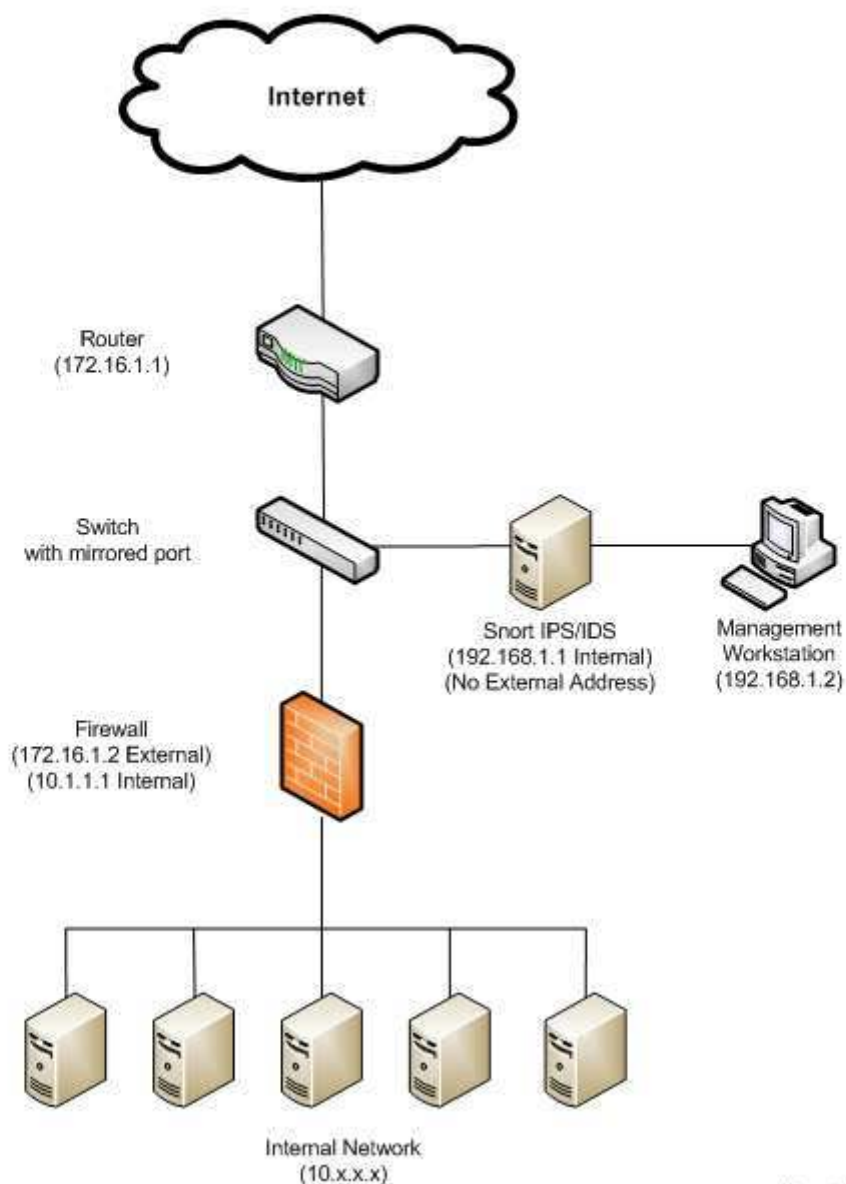 Internet
Router
(172.16.1.1)
Switch
with mirrored port
Snort IPS/IDS
(192.168.1.1 Internal)
(No External Address)
Management
Workstation
(192.168.1.2)
Firewall
(172.16.1.2 External)
(10.1.1.1 Internal)
Internal Network
(10.x.x.x)